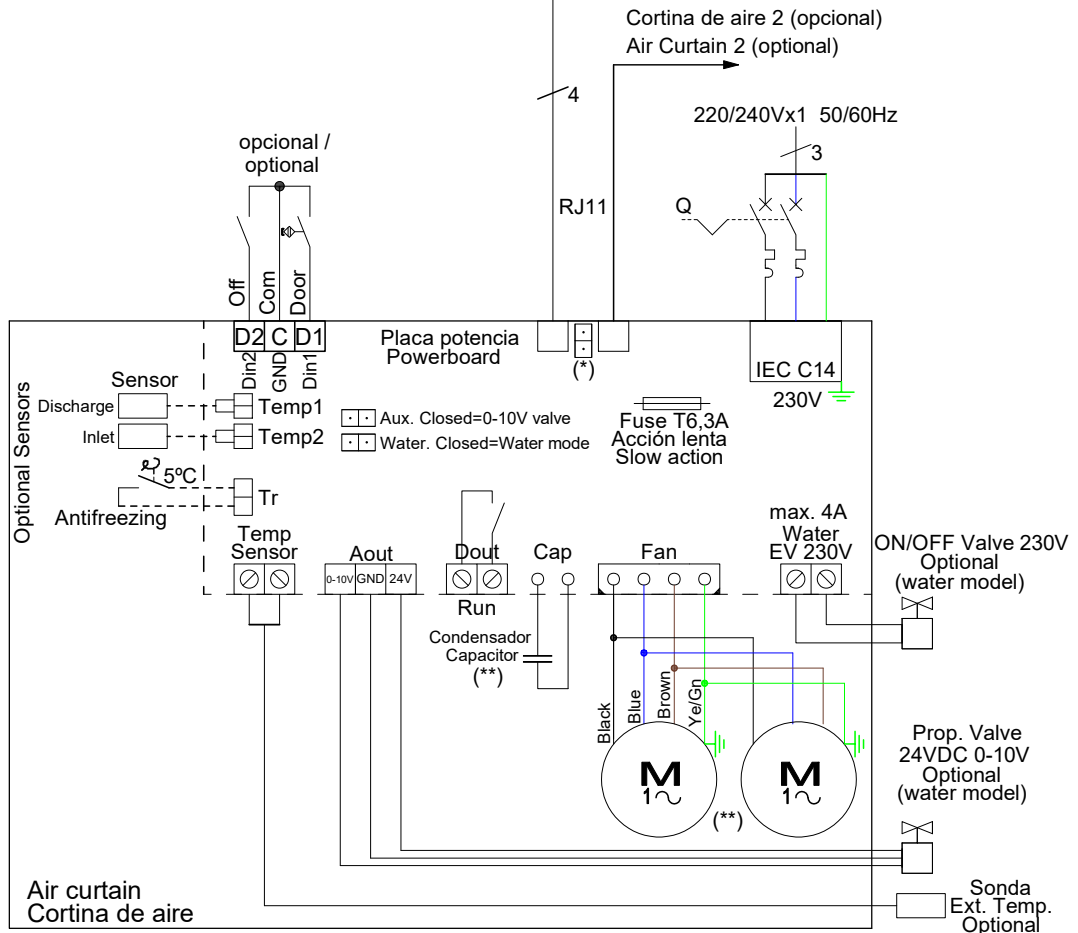 Cortina de aire 2 (opcional)
Air Curtain 2 (optional)
4
220/240Vx1 50/60Hz
3
opcional /
optional
RJ11
Q
Off
Com
Door
D2 C D1
Din2
GND
Din1
Placa potencia
Powerboard
(*)
IEC C14
230V
Optional Sensors
Sensor
Discharge
Temp1
Inlet
Temp2
Aux. Closed=0-10V valve
Water. Closed=Water mode
Fuse T6,3A
Acción lenta
Slow action
5ºC
Tr
Antifreezing
Temp
Sensor
Aout
0-10V GND 24V
Dout
Run
Cap
Fan
max. 4A
Water
EV 230V
ON/OFF Valve 230V
Optional
(water model)
Condensador
Capacitor
(**)
Black
Blue
Brown
Ye/Gn
M
1~
M
1~
(**)
Prop. Valve
24VDC 0-10V
Optional
(water model)
Air curtain
Cortina de aire
Sonda
Ext. Temp.
Optional